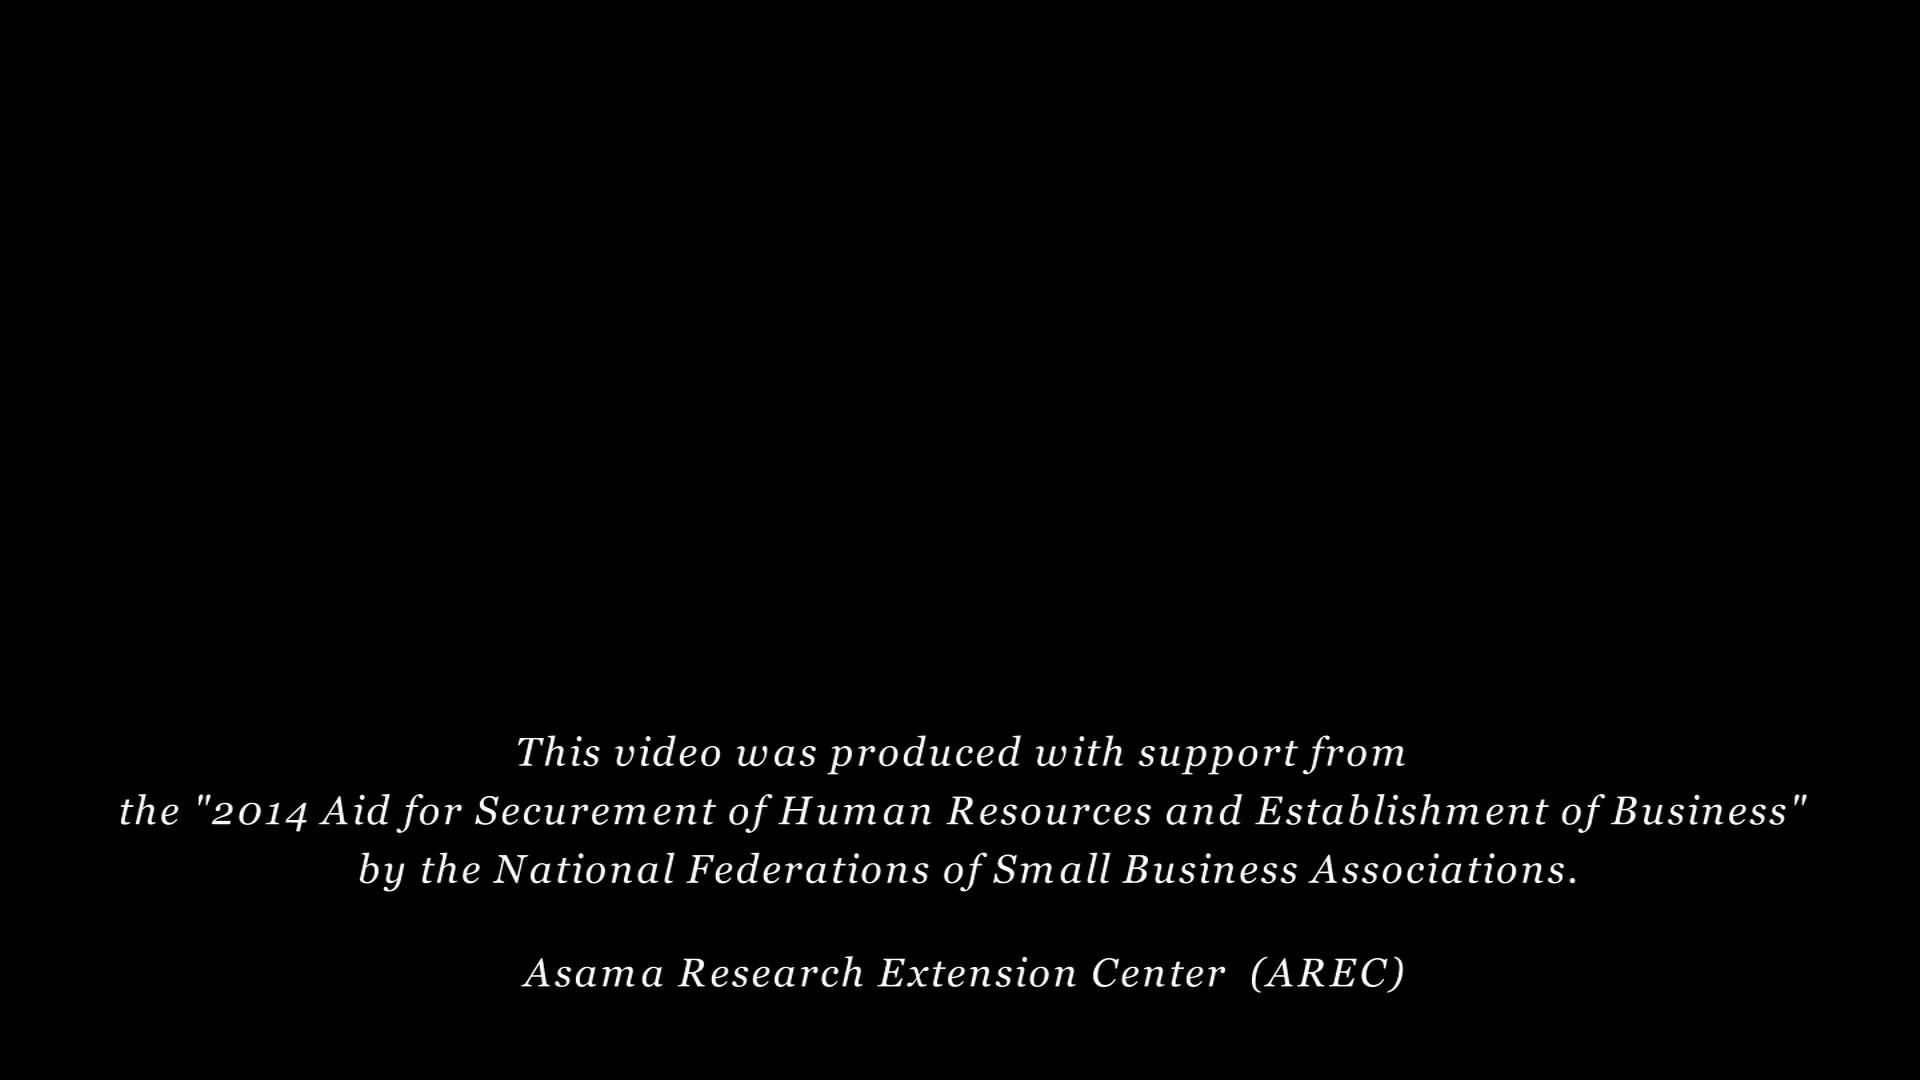 This video was produced with support from
the "2014 Aid for Securement of Human Resources and Establishment of Business"
by the National Federations of Small Business Associations.
Asama Research Extension Center (AREC)